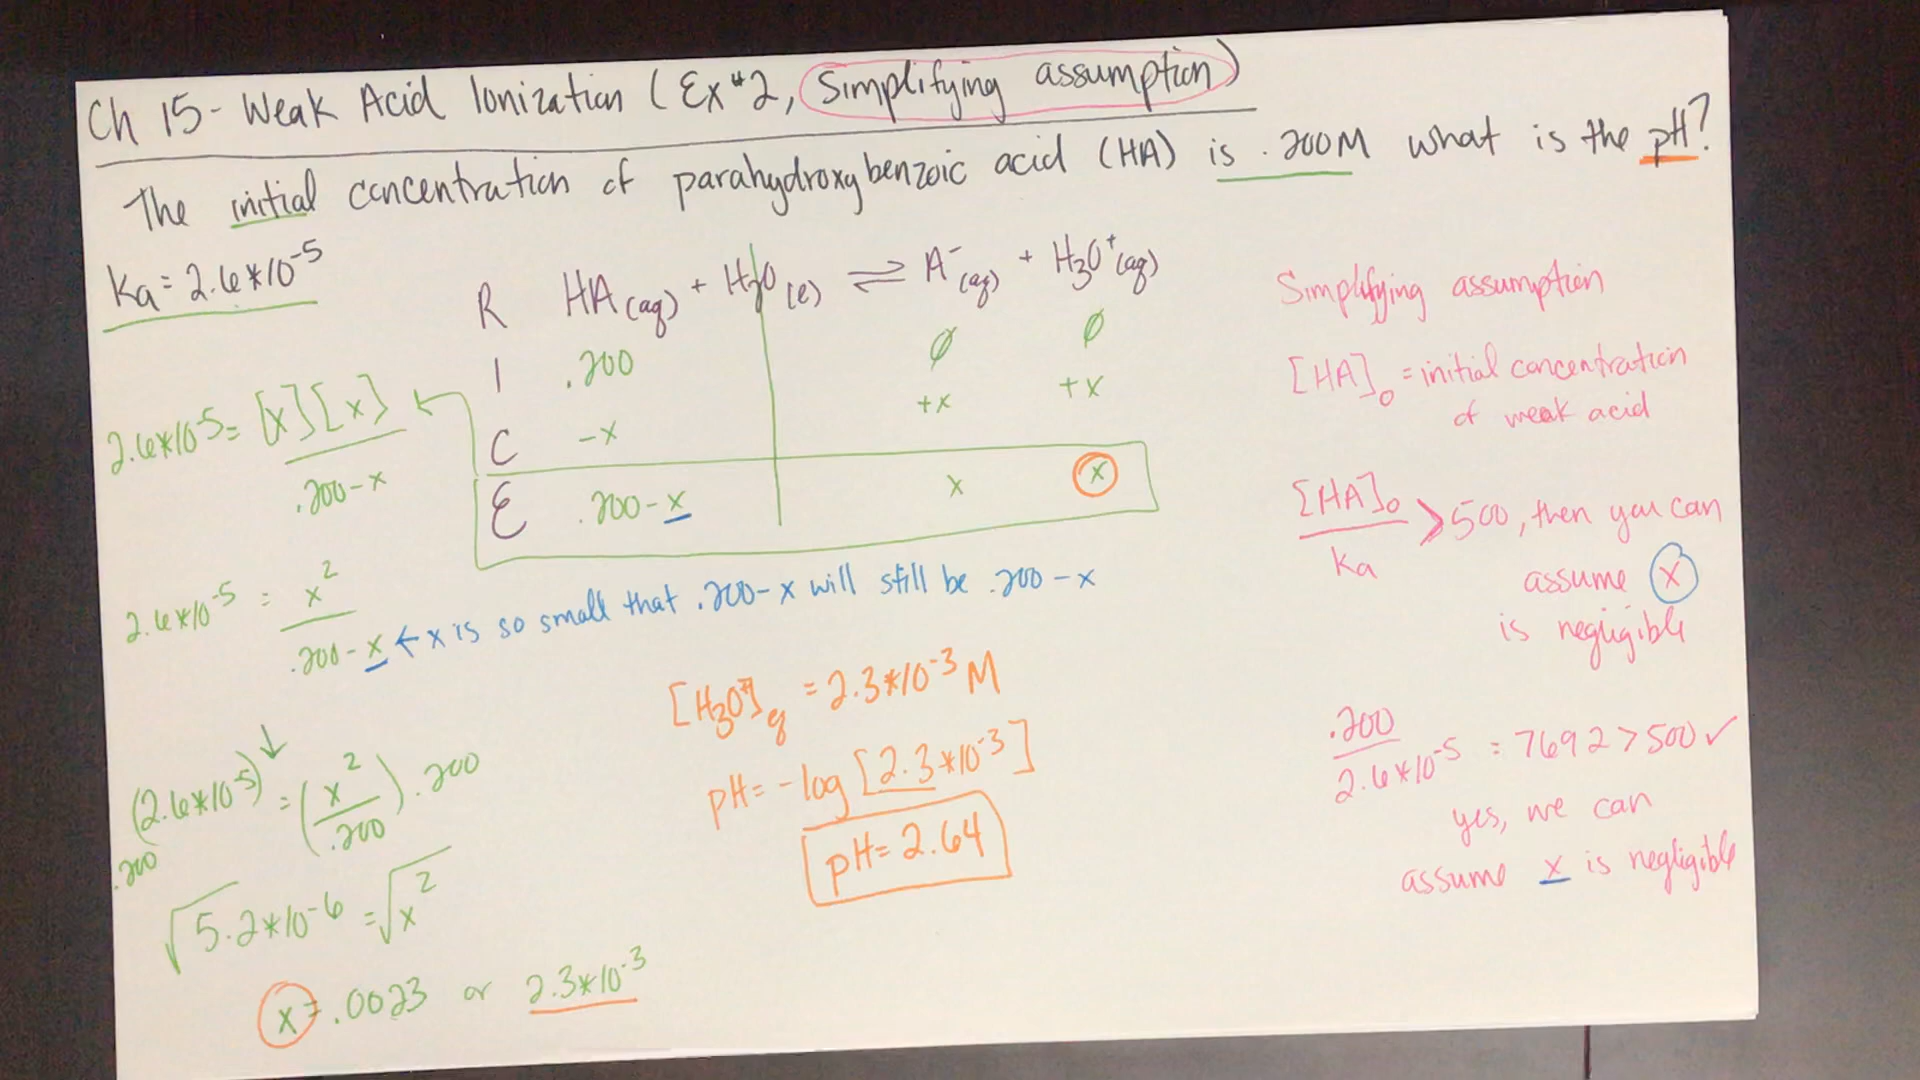 Ch 15 - Weak Acid Ionization (Ex #2, Simplifying assumption)
The initial concentration of parahydroxybenzoic acid (HA) is .200M what is the pH?
Ka = 2.6*10⁻⁵
R HA(aq) + H₂O(l) ⇌ A⁻(aq) + H₃O⁺(aq)
I .200 ∅ ∅
C -x +x +x
E .200-x x x
2.6*10⁻⁵ = [x][x]
.200-x
2.6*10⁻⁵ = x²
.200-x ← x is so small that .200-x will still be .200-x
(2.6*10⁻⁵) = (x²/.200) .200
.200
√5.2*10⁻⁶ = √x²
x = .0023 or 2.3*10⁻³
[H₃O⁺]q = 2.3*10⁻³ M
pH = -log [2.3*10⁻³]
pH = 2.64
Simplifying assumption
[HA]₀ = initial concentration
of weak acid
[HA]₀
Ka
> 500, then you can
assume x
is negligible
.200
2.6*10⁻⁵
= 7692 > 500 ✓
yes, we can
assume x is negligible